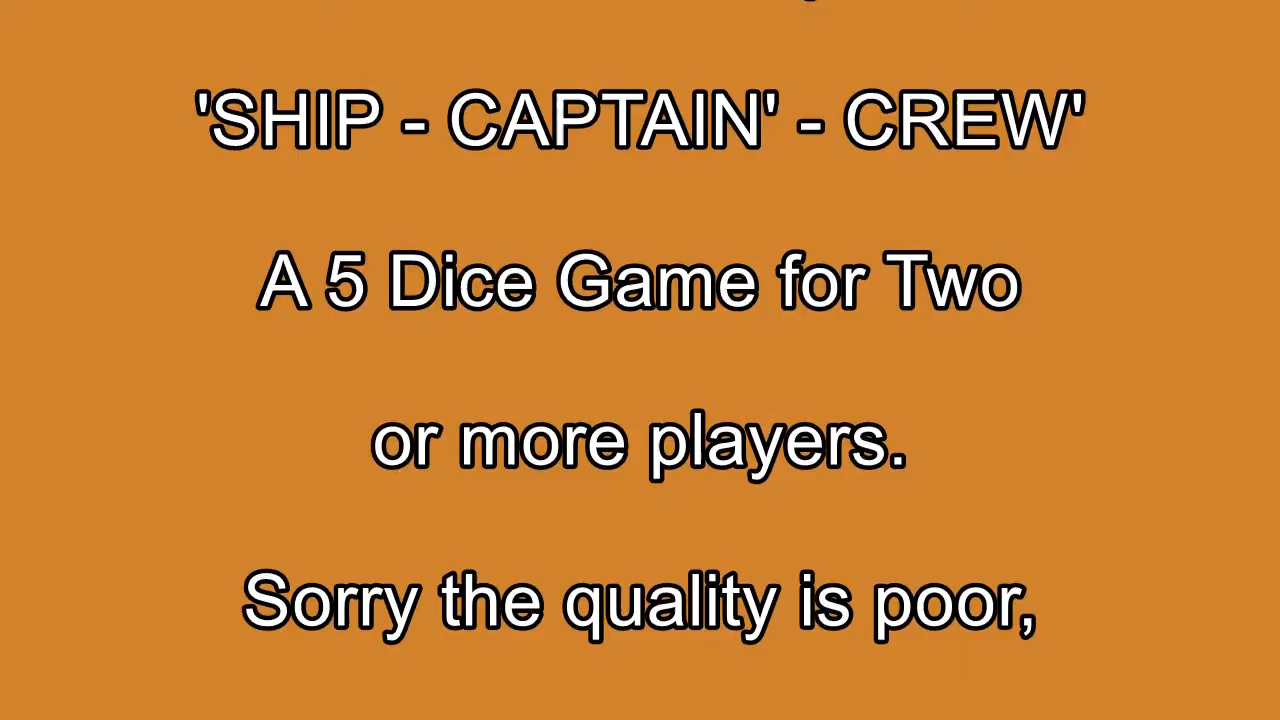 'SHIP - CAPTAIN' - CREW'
A 5 Dice Game for Two
or more players.
Sorry the quality is poor,